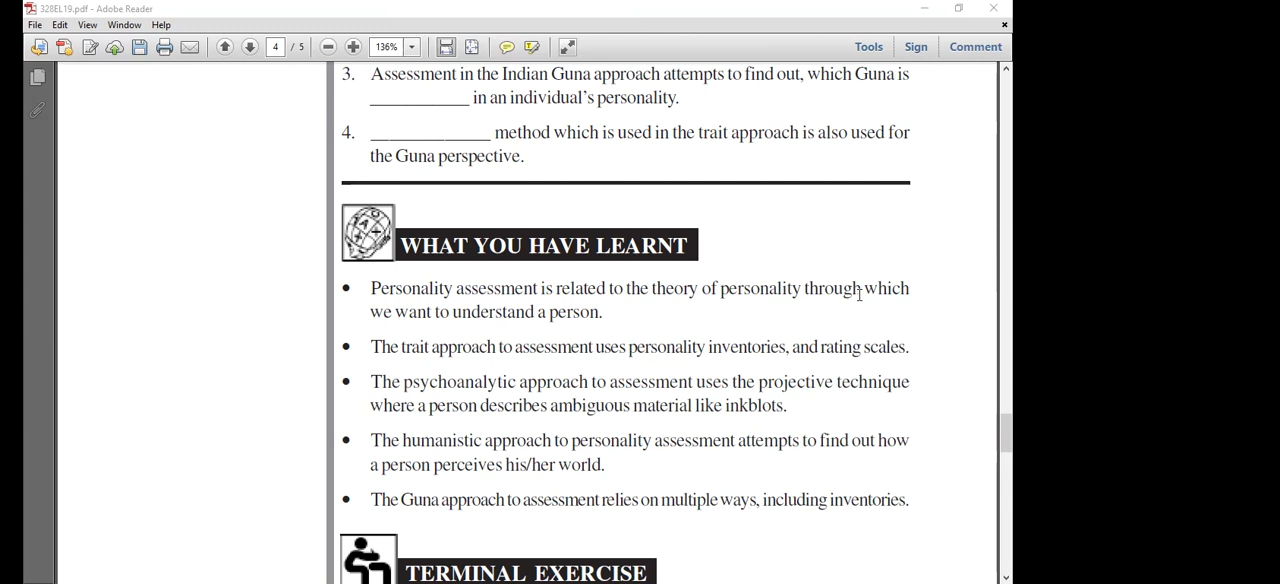 328EL19.pdf - Adobe Reader
File Edit View Window Help
4 / 5 136% Tools Sign Comment
3. Assessment in the Indian Guna approach attempts to find out, which Guna is
___________ in an individual's personality.
4. _____________ method which is used in the trait approach is also used for
the Guna perspective.
WHAT YOU HAVE LEARNT
• Personality assessment is related to the theory of personality through which
we want to understand a person.
• The trait approach to assessment uses personality inventories, and rating scales.
• The psychoanalytic approach to assessment uses the projective technique
where a person describes ambiguous material like inkblots.
• The humanistic approach to personality assessment attempts to find out how
a person perceives his/her world.
• The Guna approach to assessment relies on multiple ways, including inventories.
TERMINAL EXERCISE